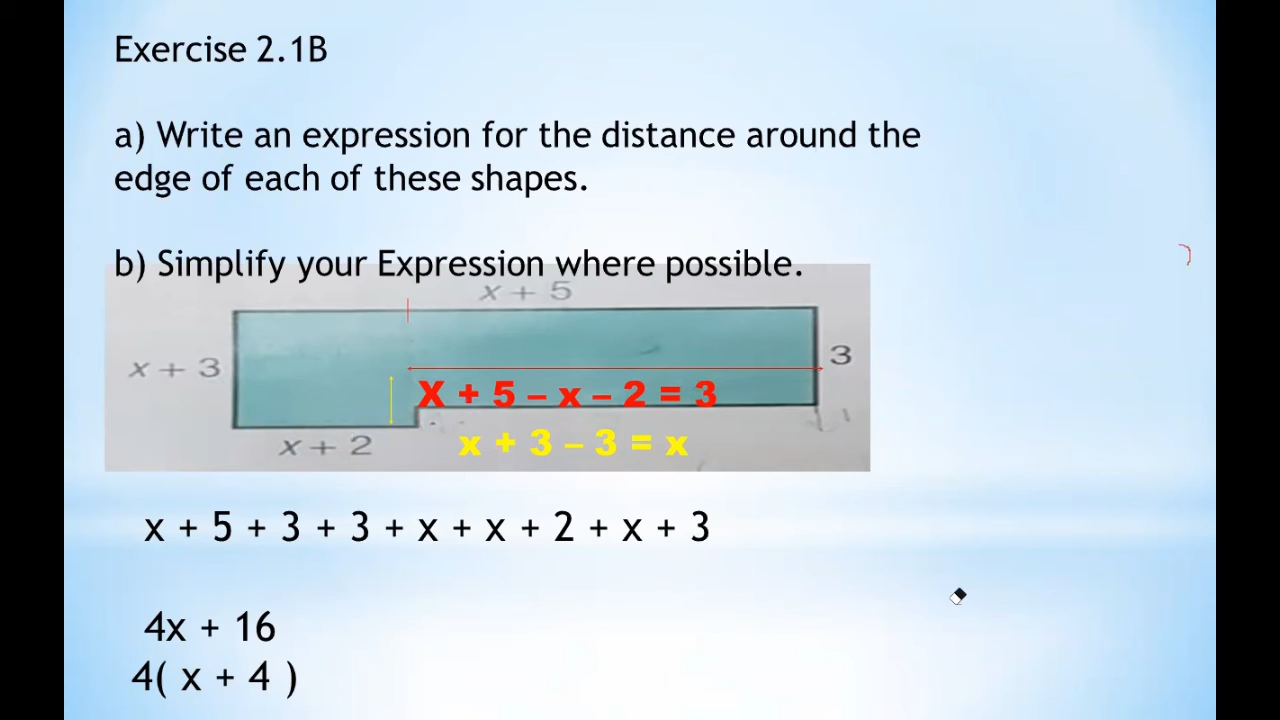 Exercise 2.1B
a) Write an expression for the distance around the
edge of each of these shapes.
b) Simplify your Expression where possible.
x + 5
x + 3
3
X + 5 – x – 2 = 3
x + 2
x + 3 – 3 = x
x + 5 + 3 + 3 + x + x + 2 + x + 3
4x + 16
4( x + 4 )